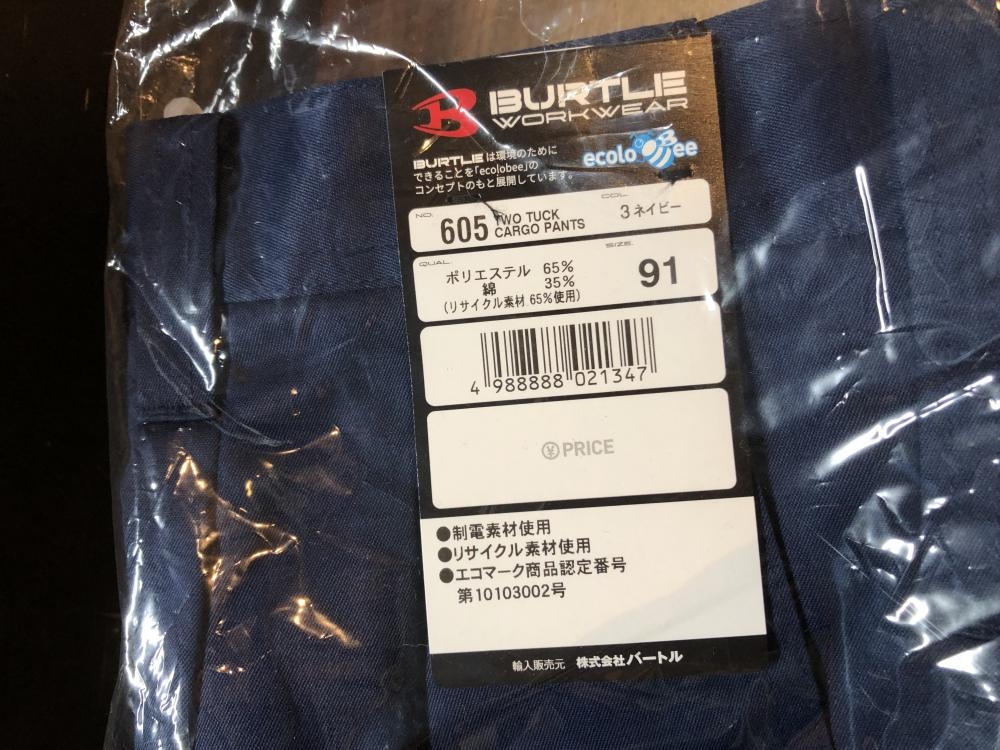 BURTLE
WORKWEAR
BURTLE は環境のために
できることを「ecolobee」の
コンセプトのもと展開しています。
ecolobee
NO.
605 TWO TUCK
CARGO PANTS
COL.
3 ネイビー
QUAL.
ポリエステル 65%
綿 35%
(リサイクル素材 65%使用)
SIZE.
91
4 988888 021347
¥ PRICE
●制電素材使用
●リサイクル素材使用
●エコマーク商品認定番号
第10103002号
輸入販売元 株式会社バートル